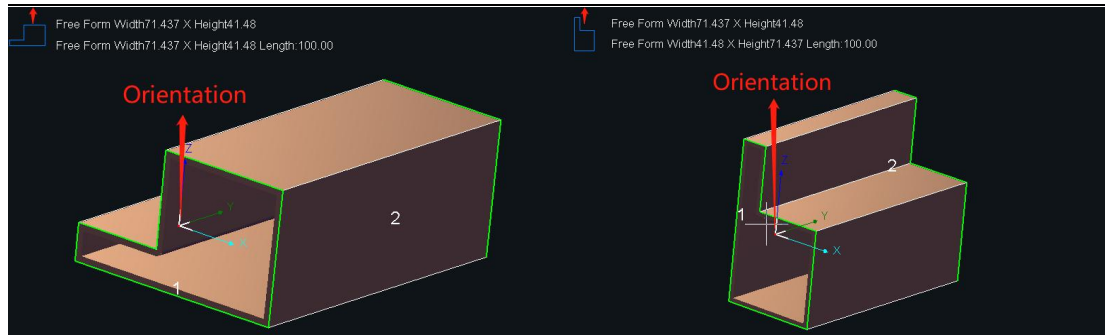 Free Form Width71.437 X Height41.48
Free Form Width71.437 X Height41.48 Length:100.00
Orientation
Z
Y
X
2
1
Free Form Width71.437 X Height41.48
Free Form Width41.48 X Height71.437 Length:100.00
Orientation
Z
2
1
Y
X